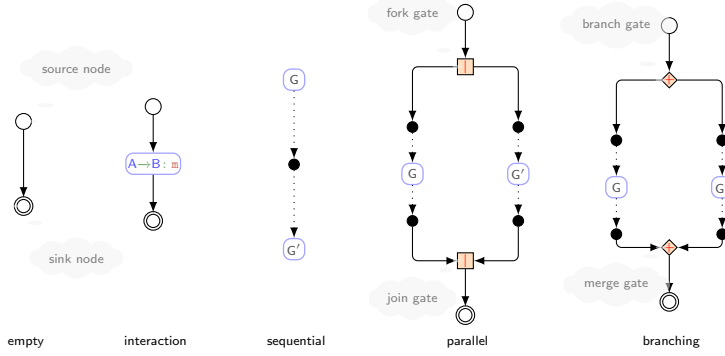 fork gate
branch gate
source node
G
|
+
A→B: m
G
G′
G
G
G′
sink node
|
+
join gate
merge gate
empty
interaction
sequential
parallel
branching